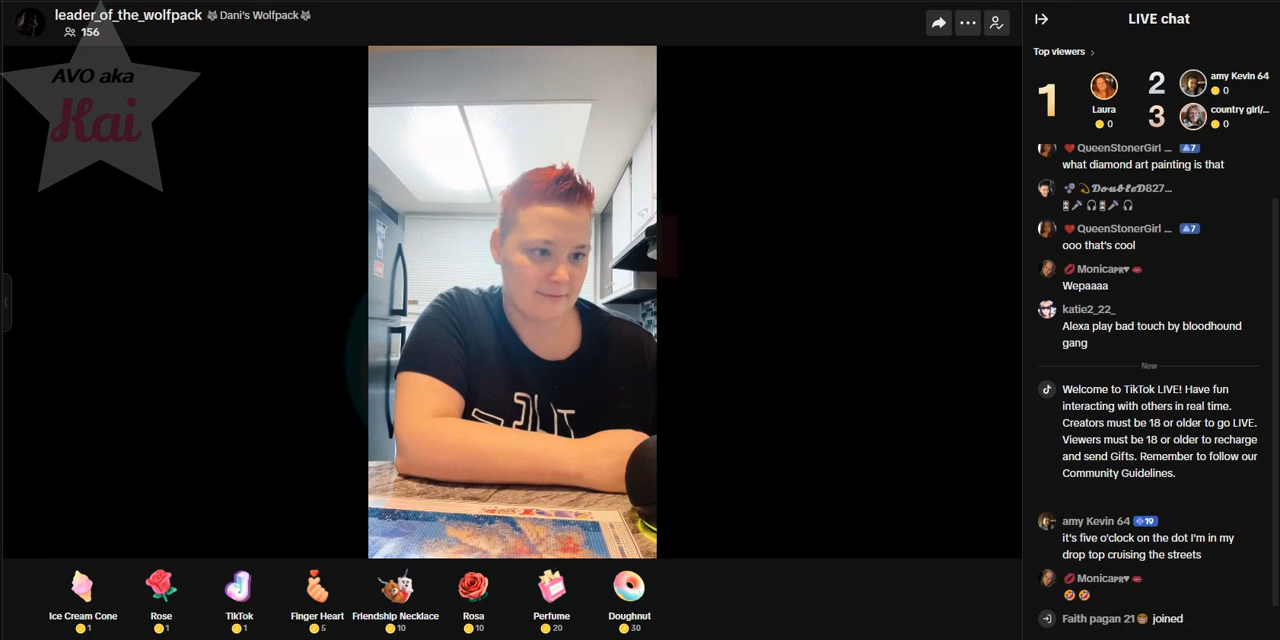 leader_of_the_wolfpack 🐺Dani's Wolfpack🐺
156
AVO aka
Kai
LIVE chat
Top viewers
1
Laura
0
2
amy Kevin 64
0
3
country girl/...
0
QueenStonerGirl ...
7
what diamond art painting is that
𝓓𝓸𝓾𝓫𝓵𝓮𝓓827...
QueenStonerGirl ...
7
ooo that's cool
Monicaᴘʀ♥
Wepaaaa
katie2_22_
Alexa play bad touch by bloodhound
gang
Now
Welcome to TikTok LIVE! Have fun
interacting with others in real time.
Creators must be 18 or older to go LIVE.
Viewers must be 18 or older to recharge
and send Gifts. Remember to follow our
Community Guidelines.
amy Kevin 64
19
it's five o'clock on the dot I'm in my
drop top cruising the streets
Monicaᴘʀ♥
Faith pagan 21 joined
Ice Cream Cone
1
Rose
1
TikTok
1
Finger Heart
5
Friendship Necklace
10
Rosa
10
Perfume
20
Doughnut
30